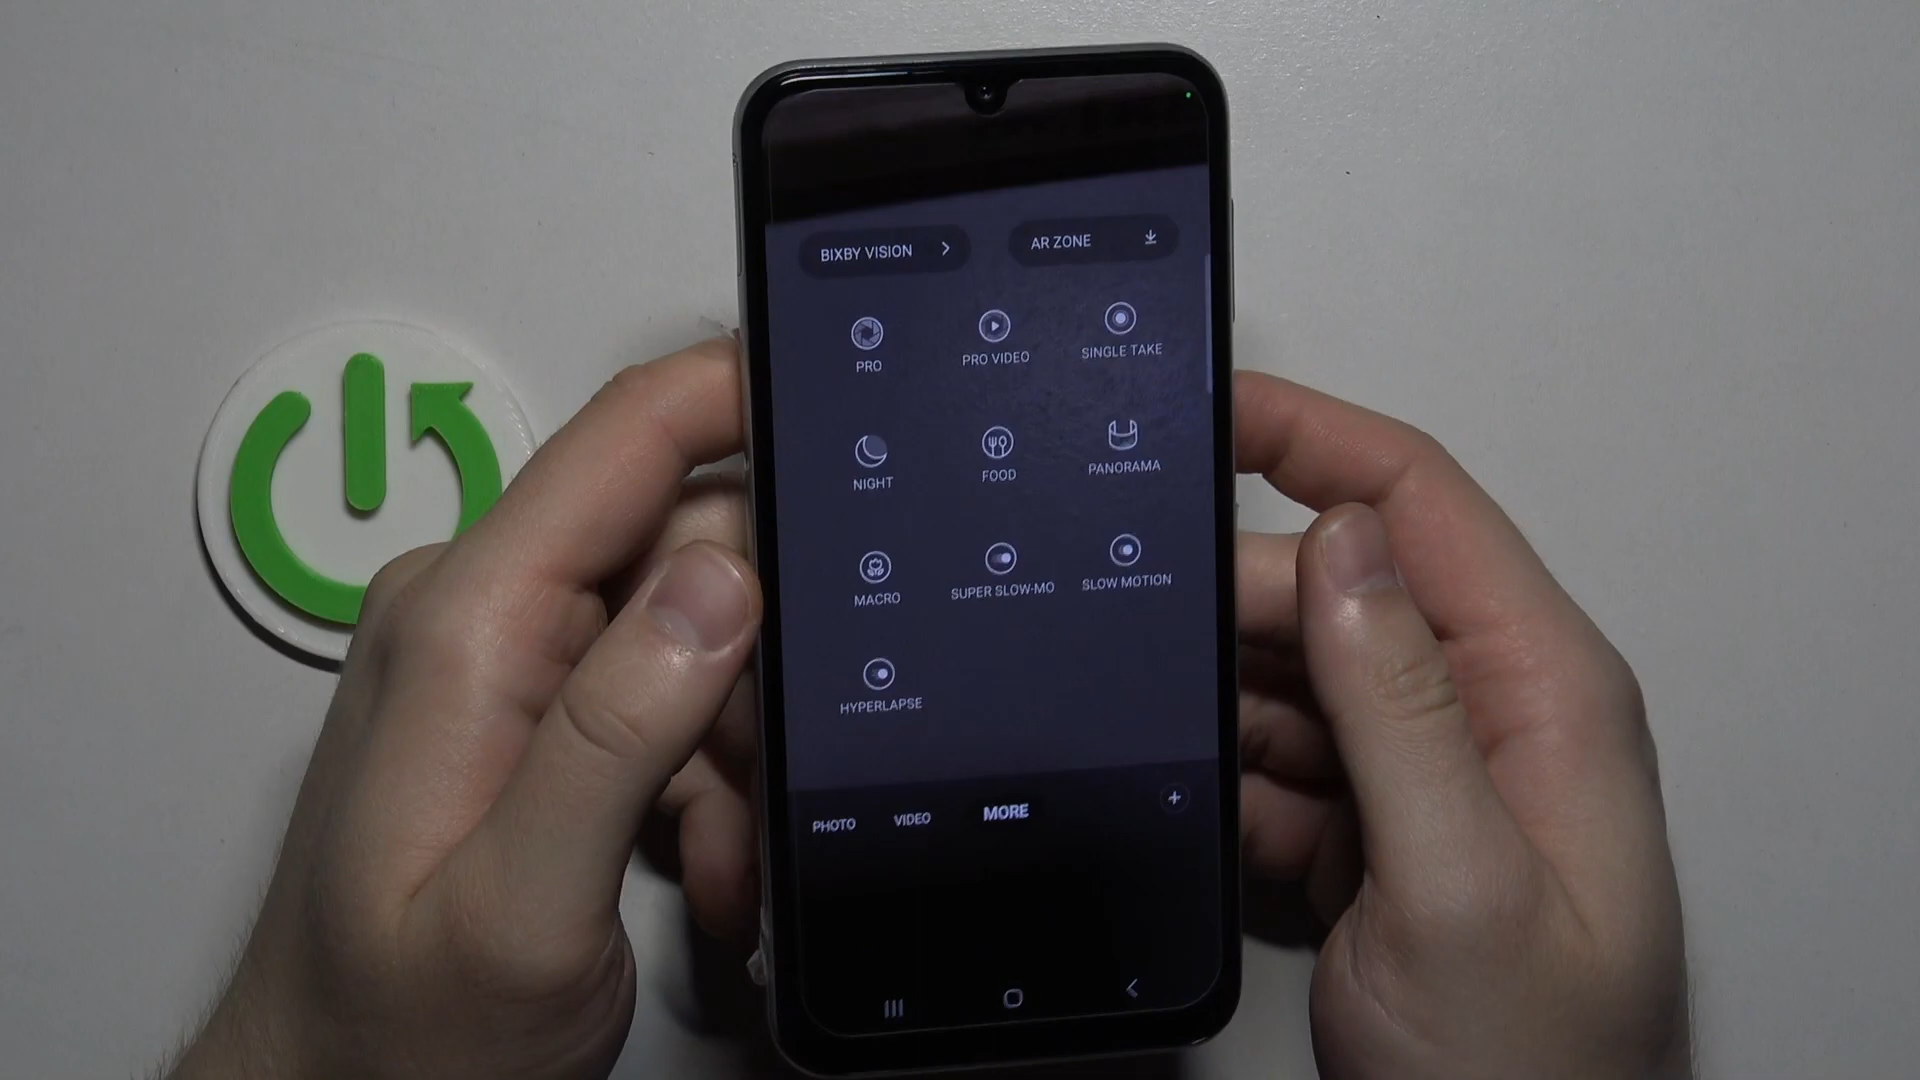 BIXBY VISION
AR ZONE
PRO
PRO VIDEO
SINGLE TAKE
NIGHT
FOOD
PANORAMA
MACRO
SUPER SLOW-MO
SLOW MOTION
HYPERLAPSE
PHOTO
VIDEO
MORE